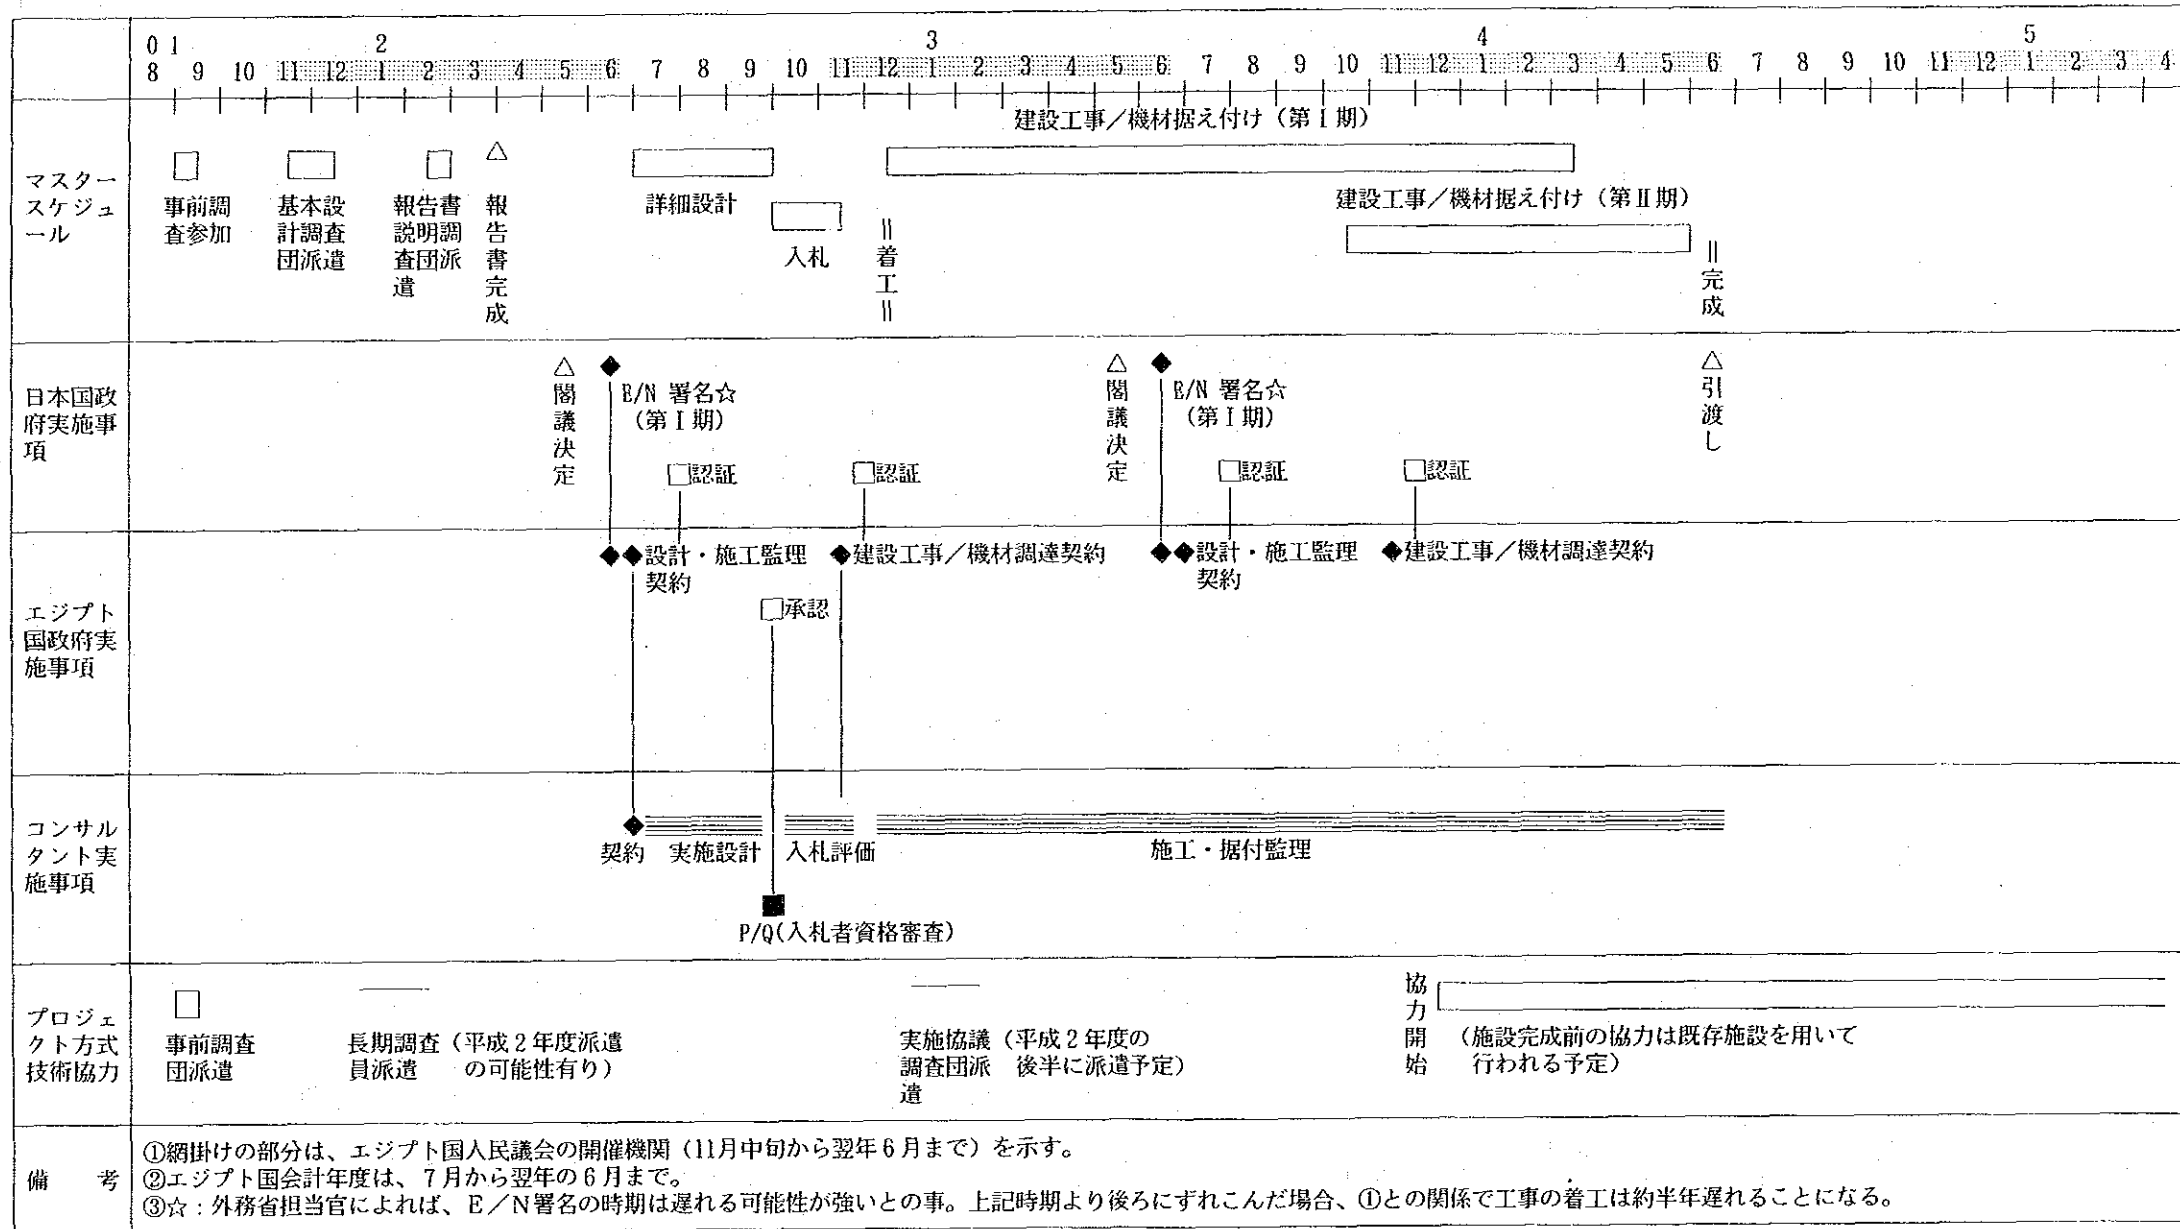 01 2 3 4 5
8 9 10 11 12 1 2 3 4 5 6 7 8 9 10 11 12 1 2 3 4 5 6 7 8 9 10 11 12 1 2 3 4 5 6 7 8 9 10 11 12 1 2 3 4
マスター
スケジュ
ール
建設工事/機材据え付け(第Ⅰ期)
事前調
査参加
基本設
計調査
団派遣
報告書
説明調
査団派
遣
△報告書完成
詳細設計
入札
=着工=
建設工事/機材据え付け(第Ⅱ期)
=完成
日本国政
府実施事
項
△閣議決定
◆
E/N 署名☆
(第Ⅰ期)
□認証
□認証
△閣議決定
◆
E/N 署名☆
(第Ⅰ期)
□認証
□認証
△引渡し
エジプト
国政府実
施事項
◆◆設計・施工監理
契約
□承認
◆建設工事/機材調達契約
◆◆設計・施工監理
契約
◆建設工事/機材調達契約
コンサル
タント実
施事項
契約 実施設計 入札評価
施工・据付監理
P/Q(入札者資格審査)
プロジェ
クト方式
技術協力
事前調査
団派遣
長期調査(平成2年度派遣
員派遣 の可能性有り)
実施協議(平成2年度の
調査団派 後半に派遣予定)
遣
協力開始
(施設完成前の協力は既存施設を用いて
行われる予定)
備 考
①網掛けの部分は、エジプト国人民議会の開催機関(11月中旬から翌年6月まで)を示す。
②エジプト国会計年度は、7月から翌年の6月まで。
③☆:外務省担当官によれば、E/N署名の時期は遅れる可能性が強いとの事。上記時期より後ろにずれこんだ場合、①との関係で工事の着工は約半年遅れることになる。